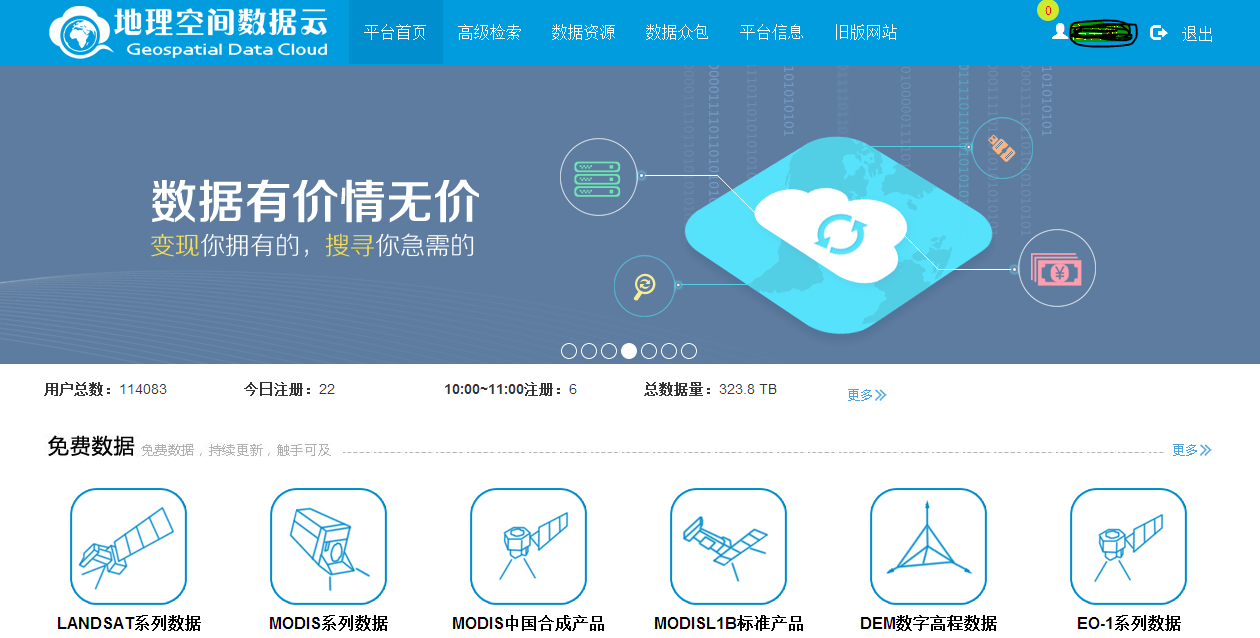 地理空间数据云
Geospatial Data Cloud
平台首页 高级检索 数据资源 数据众包 平台信息 旧版网站
0
退出
数据有价情无价
变现你拥有的，搜寻你急需的
用户总数：114083 今日注册：22 10:00~11:00注册：6 总数据量：323.8 TB 更多
免费数据 免费数据，持续更新，触手可及 更多
LANDSAT系列数据 MODIS系列数据 MODIS中国合成产品 MODISL1B标准产品 DEM数字高程数据 EO-1系列数据